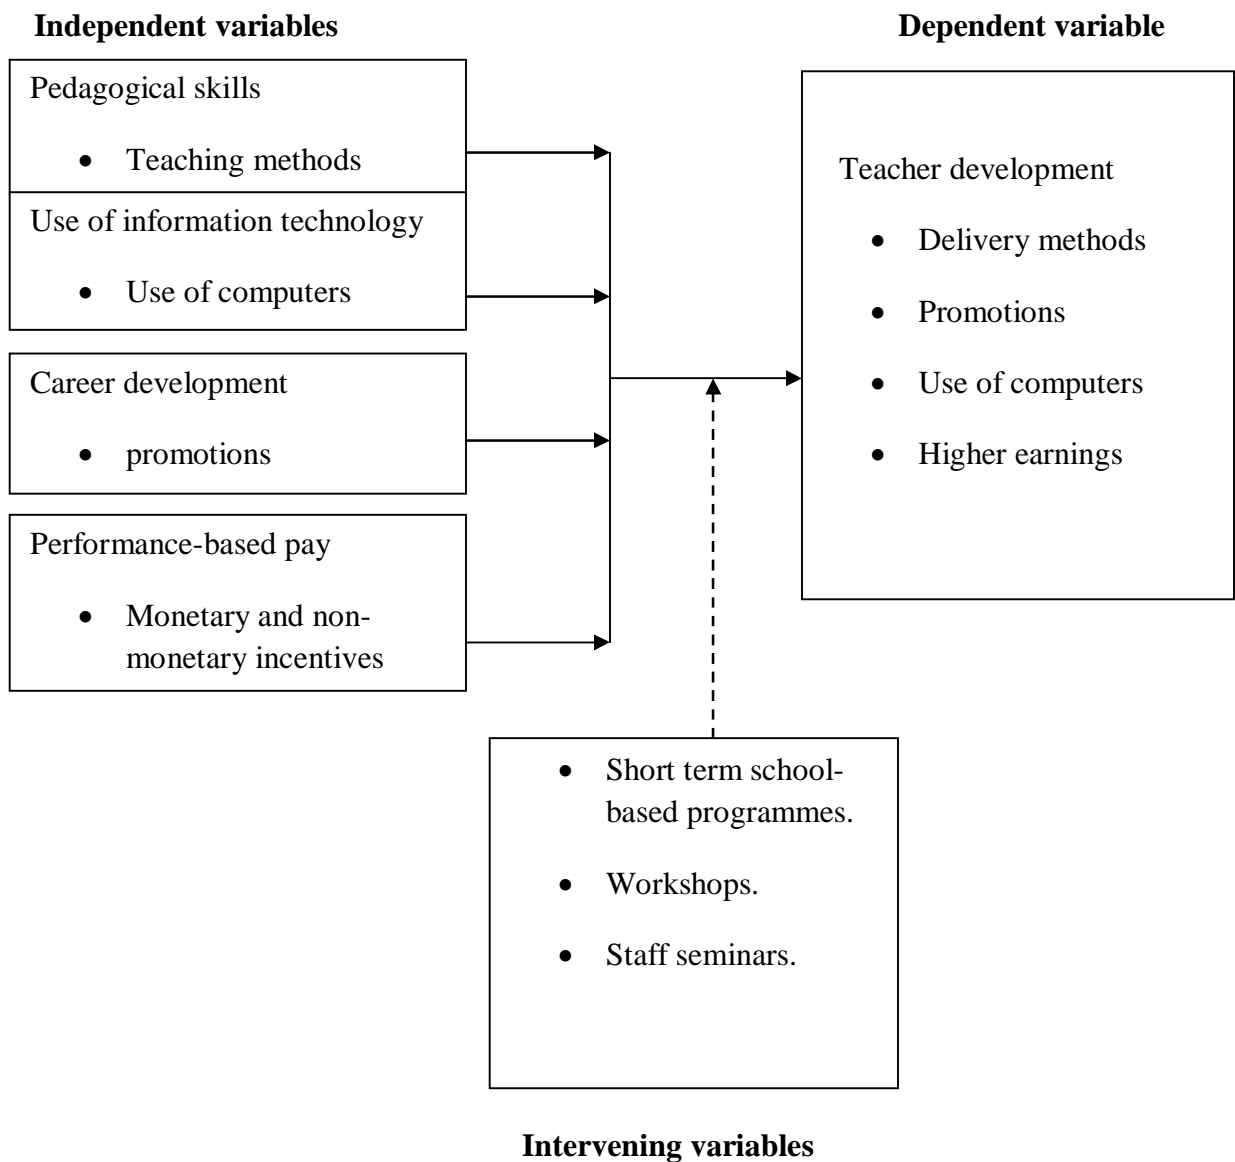 Independent variables
Dependent variable
Pedagogical skills
• Teaching methods
Use of information technology
• Use of computers
Career development
• promotions
Performance-based pay
• Monetary and non-
monetary incentives
Teacher development
• Delivery methods
• Promotions
• Use of computers
• Higher earnings
• Short term school-
based programmes.
• Workshops.
• Staff seminars.
Intervening variables